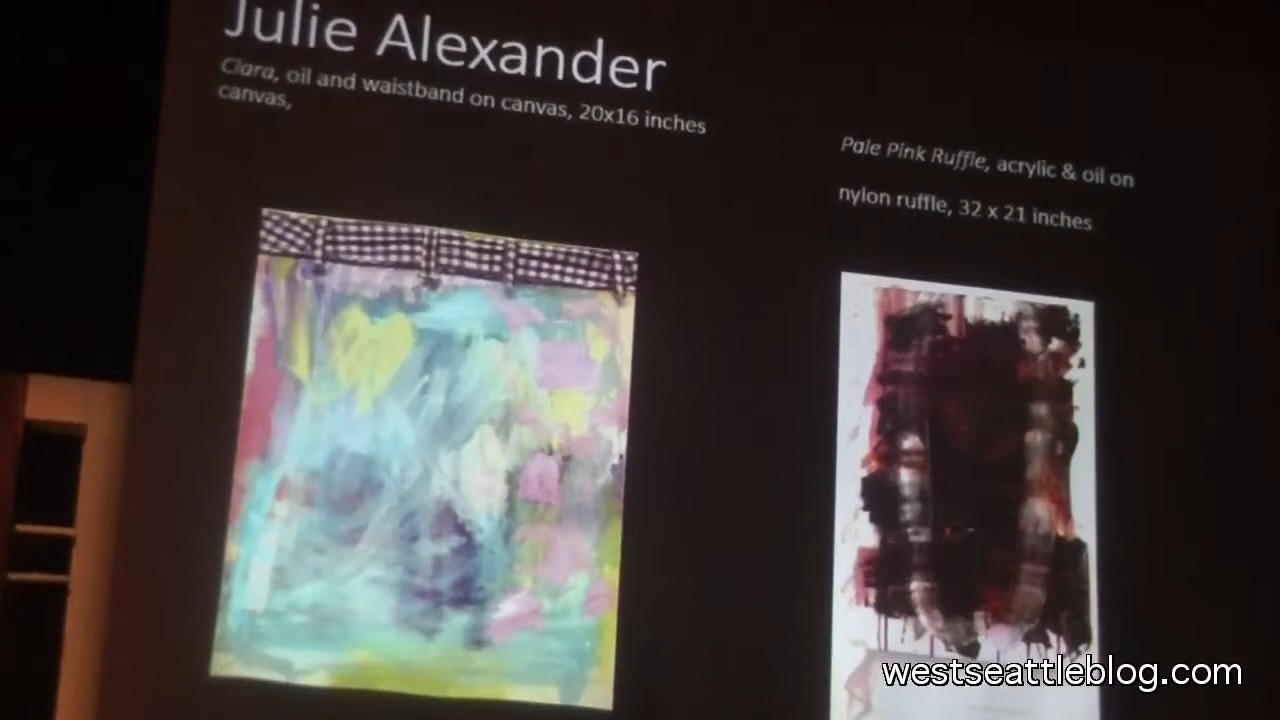 Julie Alexander
Clara, oil and waistband on canvas, 20x16 inches
canvas,
Pale Pink Ruffle, acrylic & oil on
nylon ruffle, 32 x 21 inches
westseattleblog.com